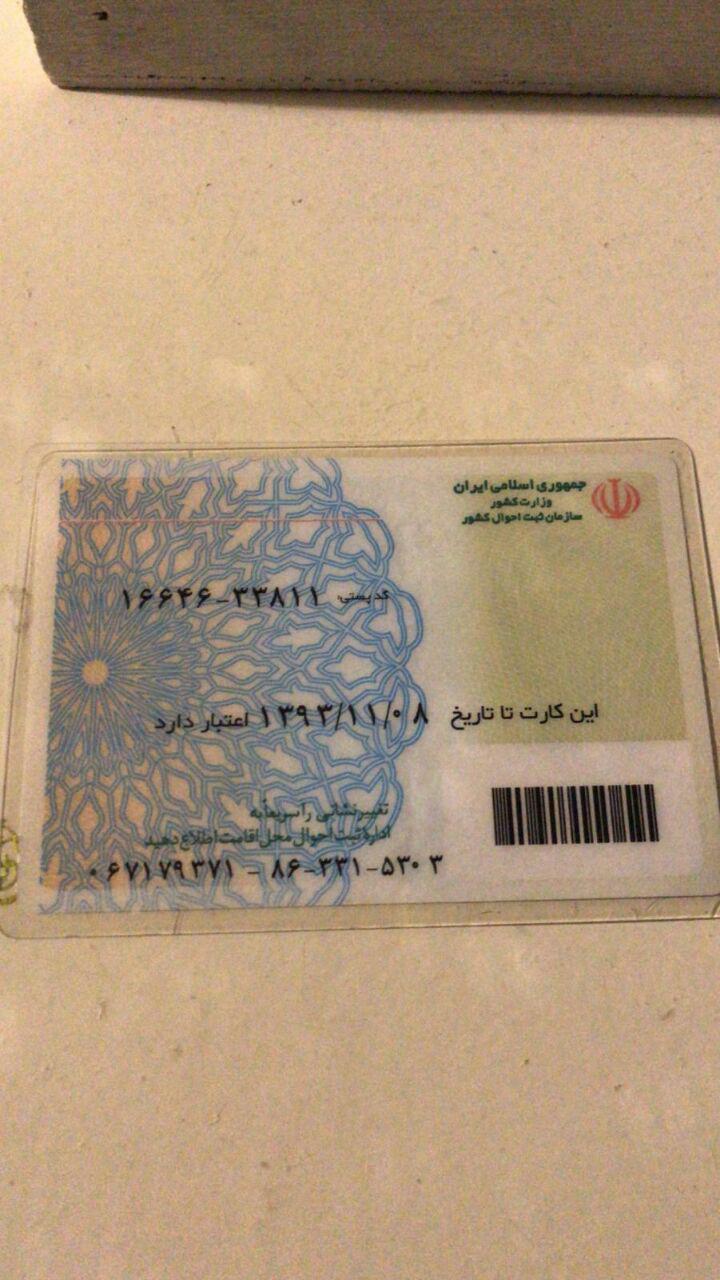 جمهوری اسلامی ایران
وزارت کشور
سازمان ثبت احوال کشور
کد پستی: ۱۶۶۴۶-۳۳۸۱۱
این کارت تا تاریخ ۱۳۹۳/۱۱/۰۸ اعتبار دارد
تغییر نشانی را سریعاً به
ادارهٔ ثبت احوال محل اقامت اطلاع دهید
۰۶۷۱۷۹۳۷۱ - ۸۶-۳۳۱-۵۳۰۳